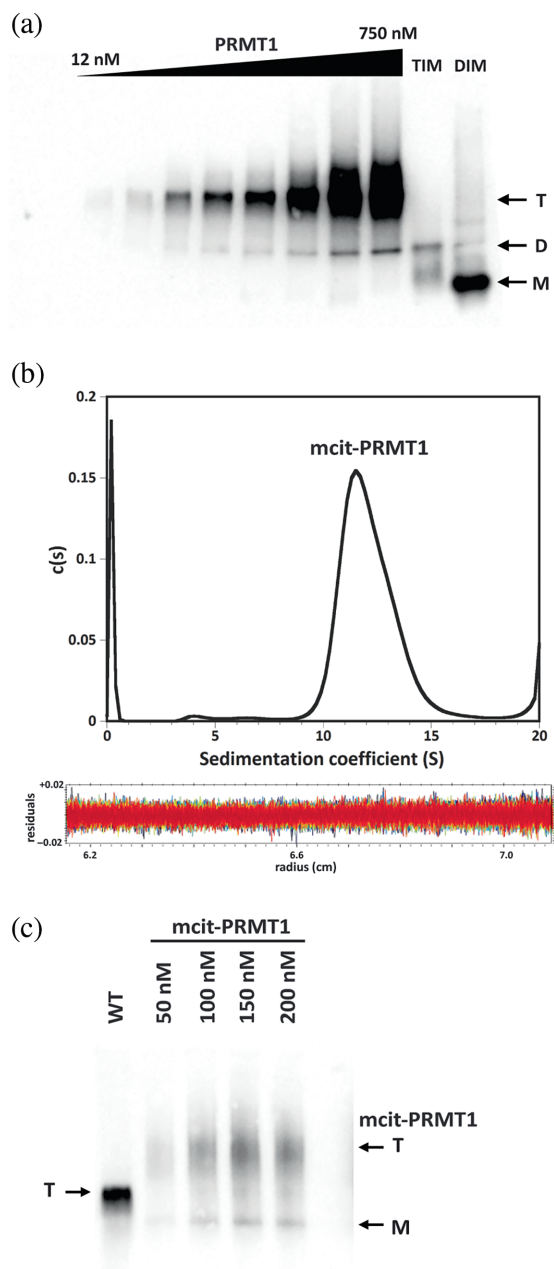 (a)
PRMT1
12 nM
750 nM
TIM DIM
T
D
M
(b)
0.2
0.15
0.1
0.05
0
c(s)
mcit-PRMT1
0 5 10 15 20
Sedimentation coefficient (S)
+0.02
-0.02
residuals
6.2 6.6 7.0
radius (cm)
(c)
mcit-PRMT1
WT
50 nM
100 nM
150 nM
200 nM
mcit-PRMT1
T
T
M